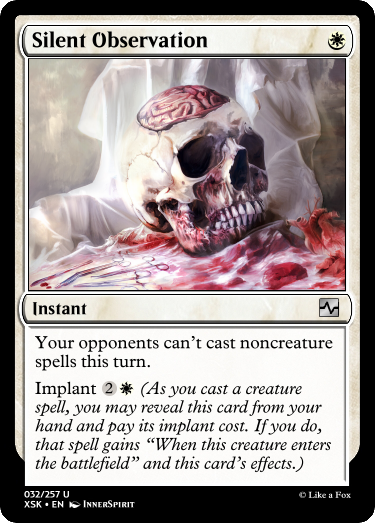 Silent Observation
Instant
Your opponents can't cast noncreature
spells this turn.
Implant 2 (As you cast a creature
spell, you may reveal this card from your
hand and pay its implant cost. If you do,
that spell gains “When this creature enters
the battlefield” and this card's effects.)
032/257 U
XSK • EN InnerSpirit
© Like a Fox